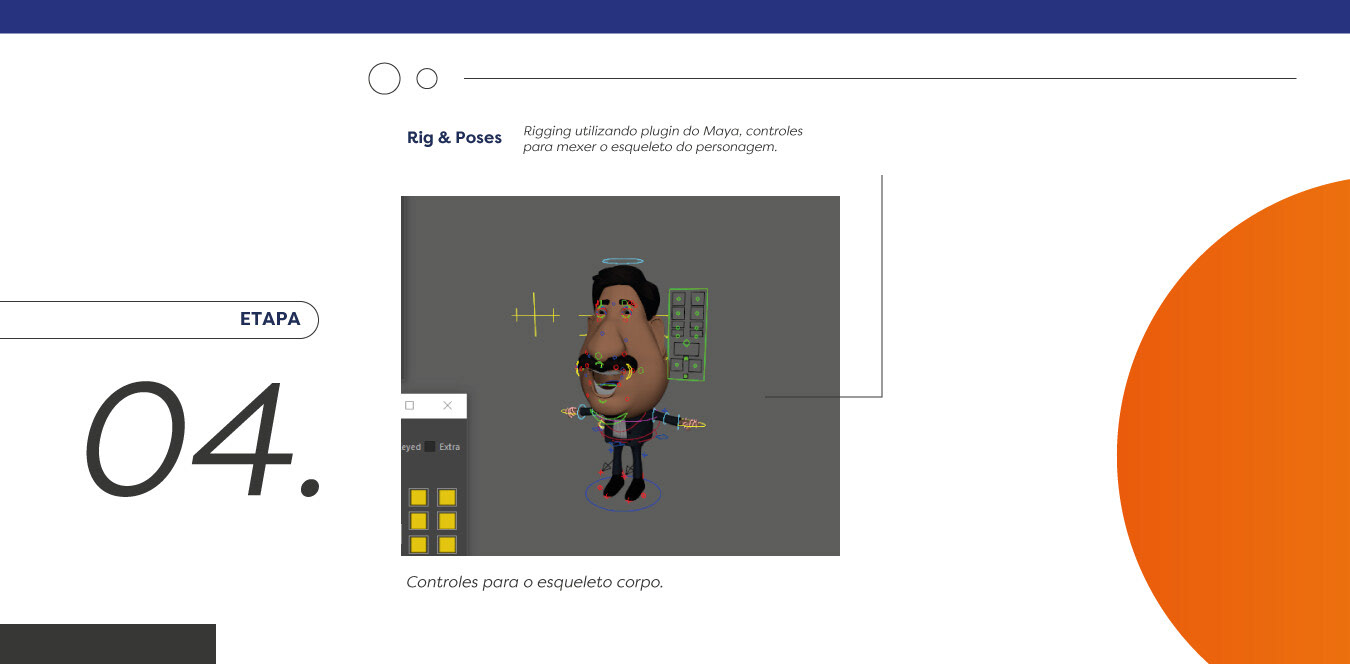 Rig & Poses
Rigging utilizando plugin do Maya, controles
para mexer o esqueleto do personagem.
ETAPA
04.
eyed
Extra
Controles para o esqueleto corpo.